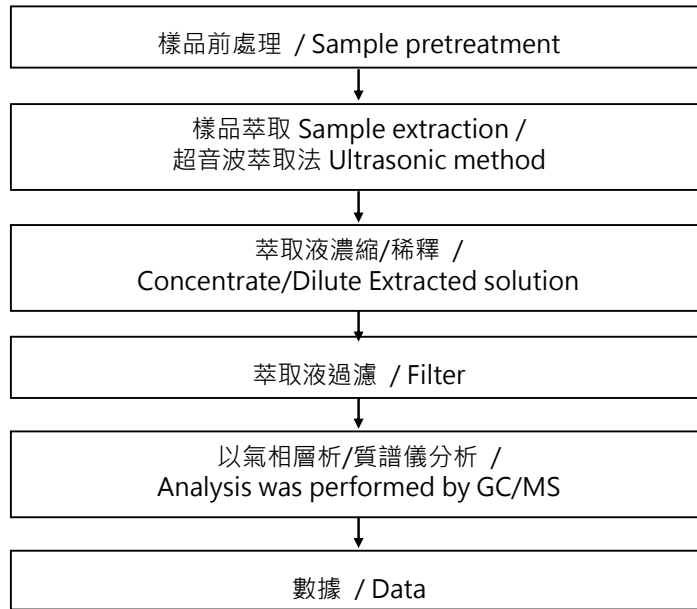 樣品前處理 / Sample pretreatment
樣品萃取 Sample extraction /
超音波萃取法 Ultrasonic method
萃取液濃縮/稀釋 /
Concentrate/Dilute Extracted solution
萃取液過濾 / Filter
以氣相層析/質譜儀分析 /
Analysis was performed by GC/MS
數據 / Data